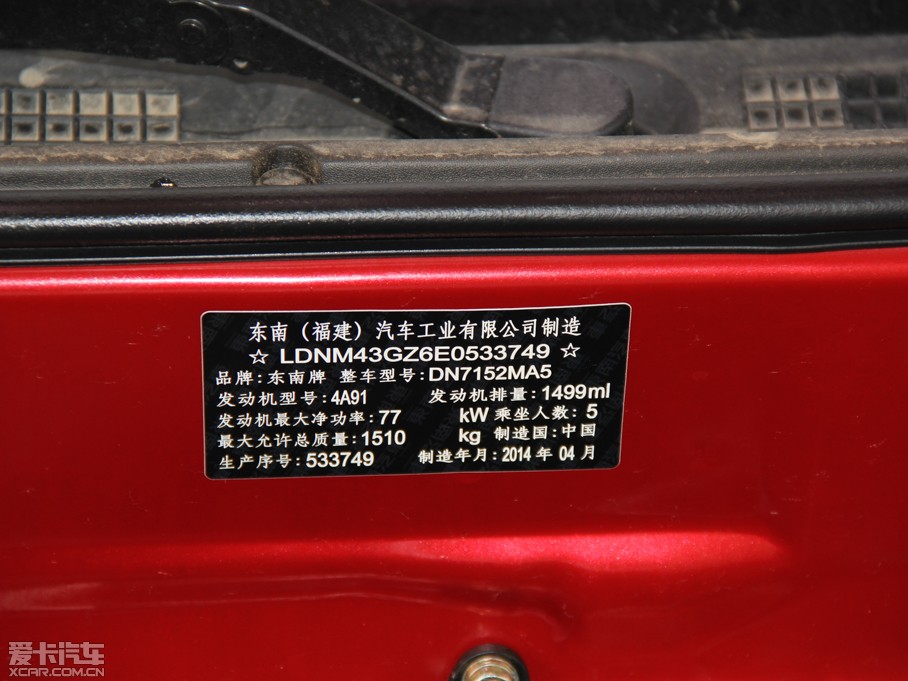 东南（福建）汽车工业有限公司制造
☆ LDNM43GZ6E0533749 ☆
品牌:东南牌 整车型号:DN7152MA5
发动机型号:4A91 发动机排量:1499ml
发动机最大净功率:77 kW 乘坐人数:5
最大允许总质量:1510 kg 制造国:中国
生产序号:533749 制造年月:2014 年 04 月
爱卡汽车
XCAR.COM.CN